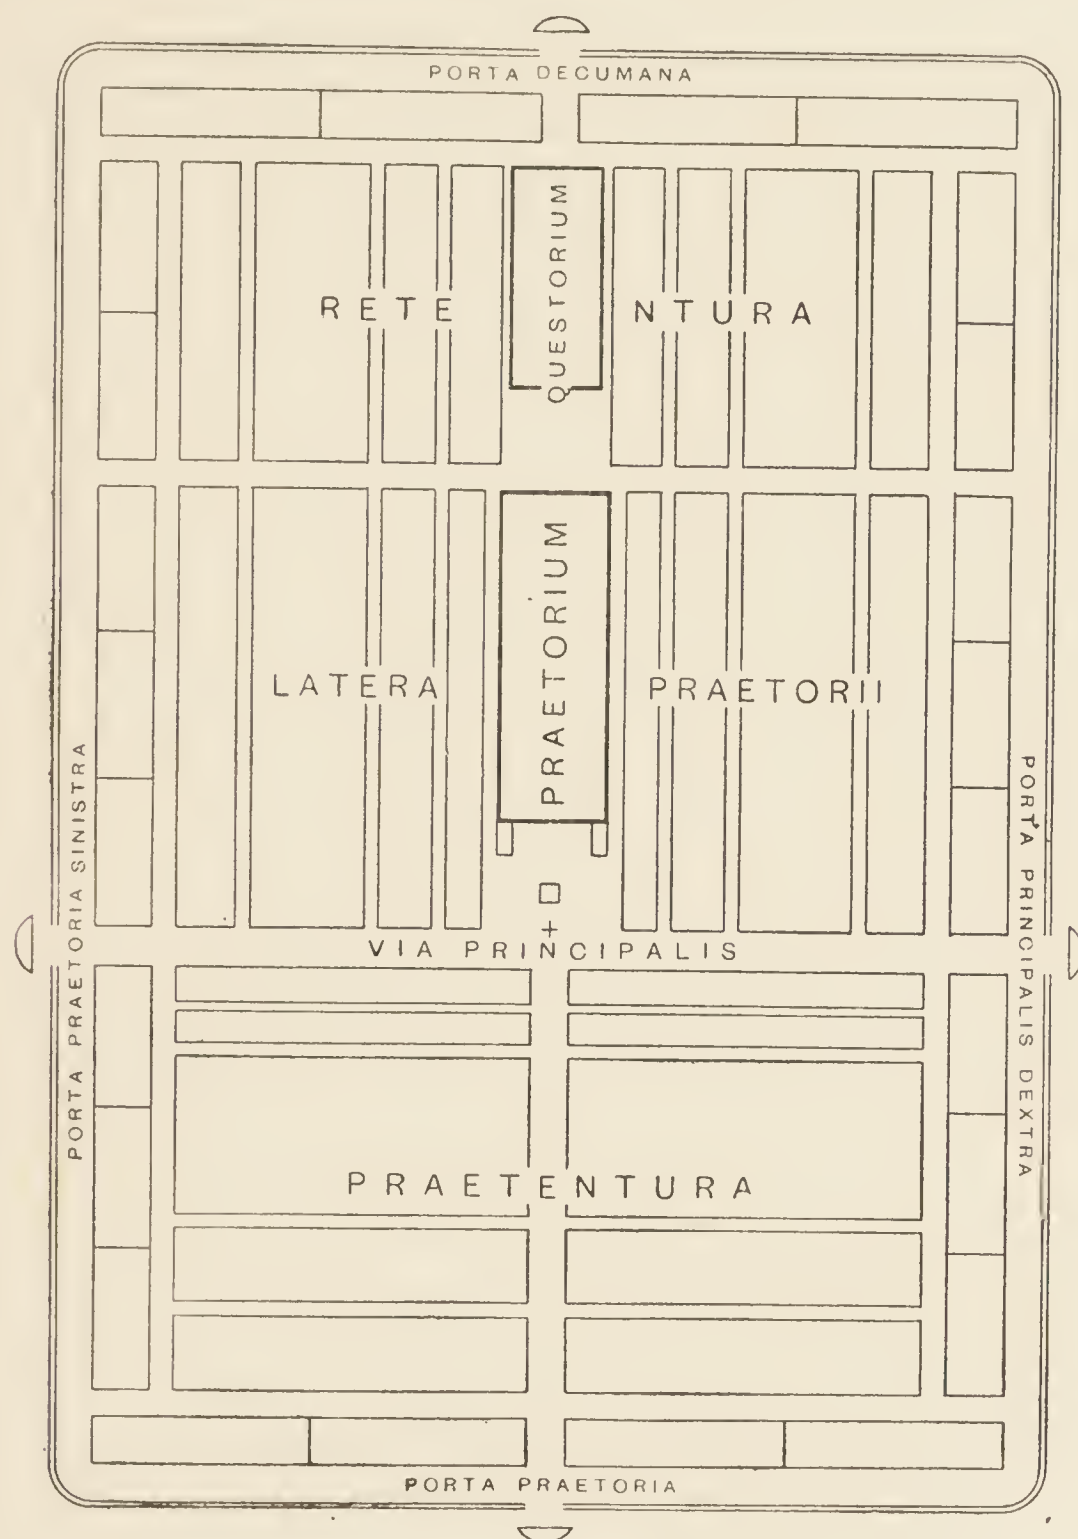 PORTA DECUMANA
QUESTORIUM
RETE NTURA
PRAETORIUM
LATERA PRAETORII
PORTA PRAETORIA SINISTRA
PORTA PRINCIPALIS DEXTRA
VIA PRINCIPALIS
PRAETENTURA
PORTA PRAETORIA